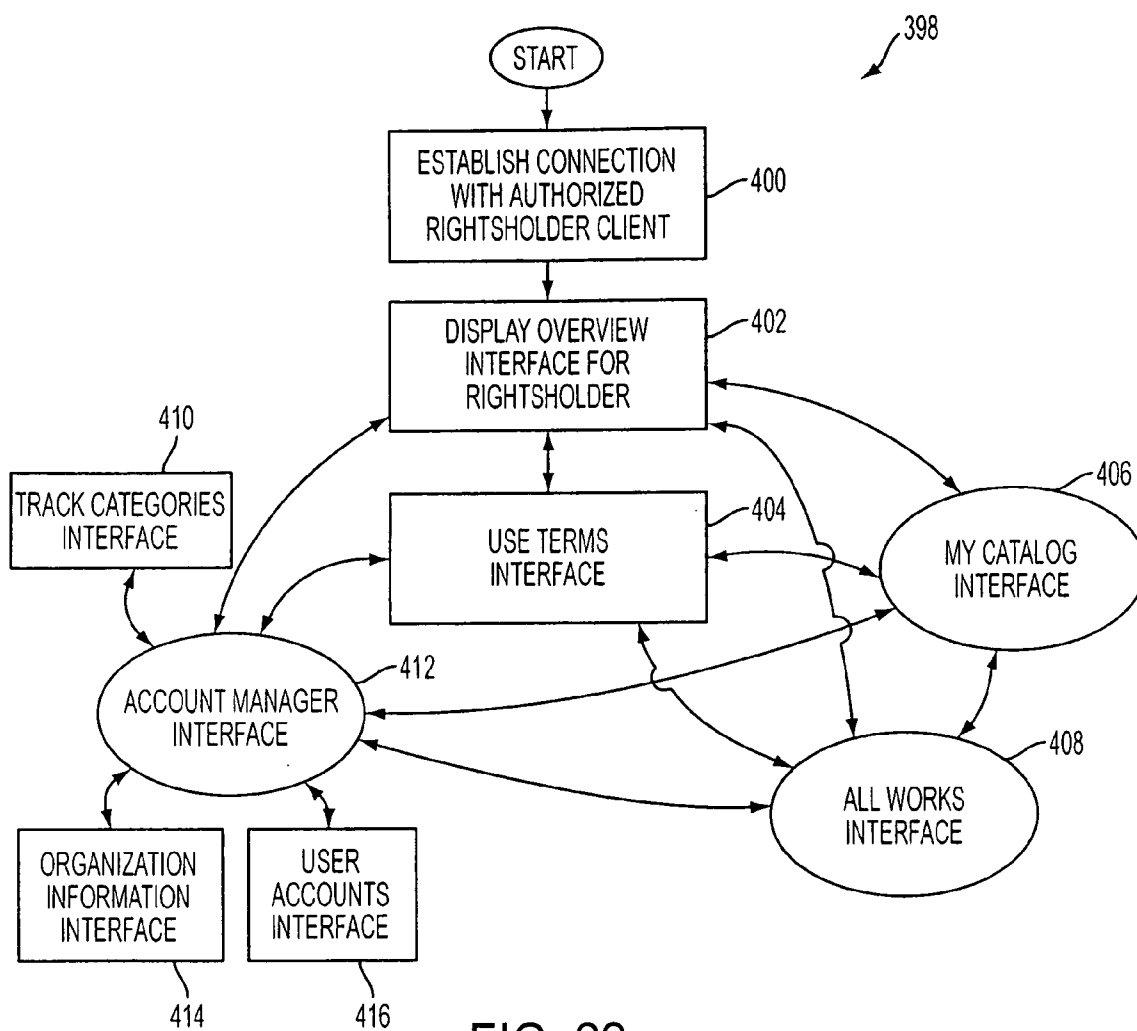 398
START
ESTABLISH CONNECTION
WITH AUTHORIZED
RIGHTSHOLDER CLIENT
400
DISPLAY OVERVIEW
INTERFACE FOR
RIGHTSHOLDER
402
410
TRACK CATEGORIES
INTERFACE
USE TERMS
INTERFACE
404
406
MY CATALOG
INTERFACE
ACCOUNT MANAGER
INTERFACE
412
408
ALL WORKS
INTERFACE
ORGANIZATION
INFORMATION
INTERFACE
USER
ACCOUNTS
INTERFACE
414
416